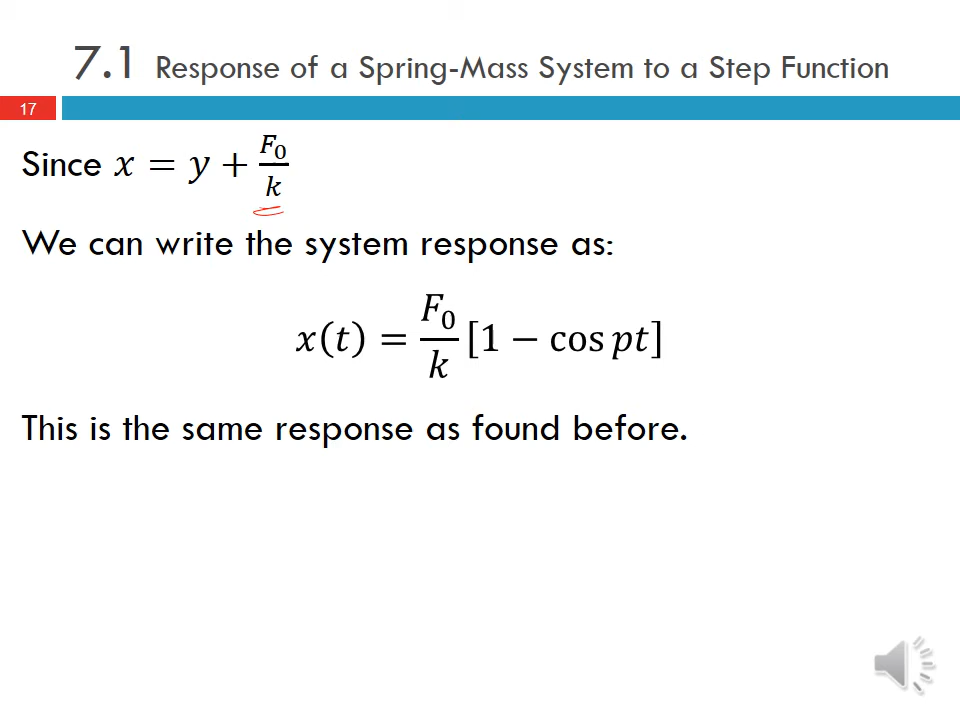 7.1 Response of a Spring-Mass System to a Step Function
17
Since x = y + F₀/k
We can write the system response as:
x(t) = F₀/k [1 − cos pt]
This is the same response as found before.